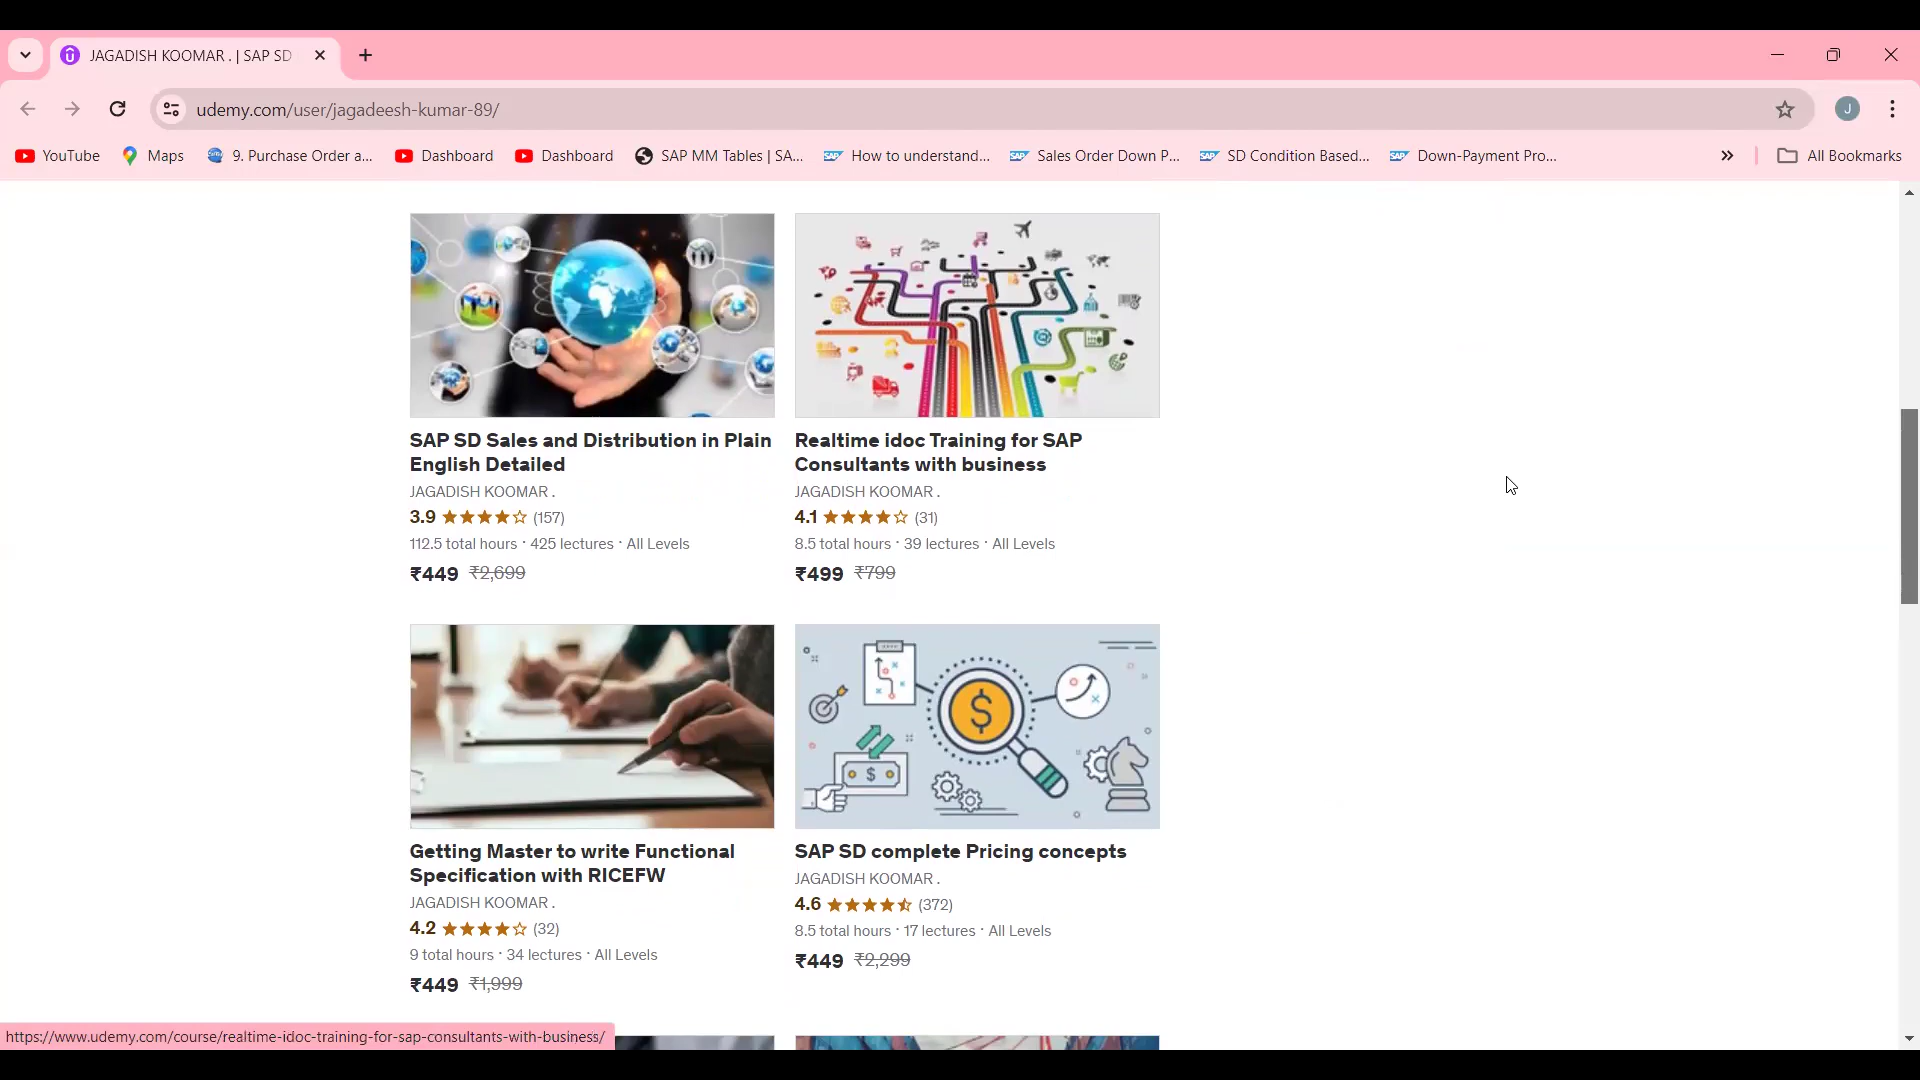 JAGADISH KOOMAR . | SAP SD
udemy.com/user/jagadeesh-kumar-89/
J
YouTube
Maps
9. Purchase Order a...
Dashboard
Dashboard
SAP MM Tables | SA...
How to understand...
Sales Order Down P...
SD Condition Based...
Down-Payment Pro...
All Bookmarks
SAP SD Sales and Distribution in Plain
English Detailed
JAGADISH KOOMAR .
3.9 (157)
112.5 total hours · 425 lectures · All Levels
₹449 ₹2,699
Realtime idoc Training for SAP
Consultants with business
JAGADISH KOOMAR .
4.1 (31)
8.5 total hours · 39 lectures · All Levels
₹499 ₹799
Getting Master to write Functional
Specification with RICEFW
JAGADISH KOOMAR .
4.2 (32)
9 total hours · 34 lectures · All Levels
₹449 ₹1,999
SAP SD complete Pricing concepts
JAGADISH KOOMAR .
4.6 (372)
8.5 total hours · 17 lectures · All Levels
₹449 ₹2,299
https://www.udemy.com/course/realtime-idoc-training-for-sap-consultants-with-business/